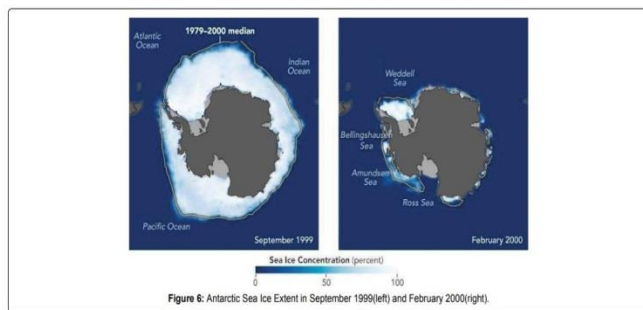 Atlantic
Ocean
1979–2000 median
Indian
Ocean
Pacific Ocean
September 1999
Weddell
Sea
Bellingshausen
Sea
Amundsen
Sea
Ross Sea
February 2000
Sea Ice Concentration (percent)
0
50
100
Figure 6: Antarctic Sea Ice Extent in September 1999(left) and February 2000(right).